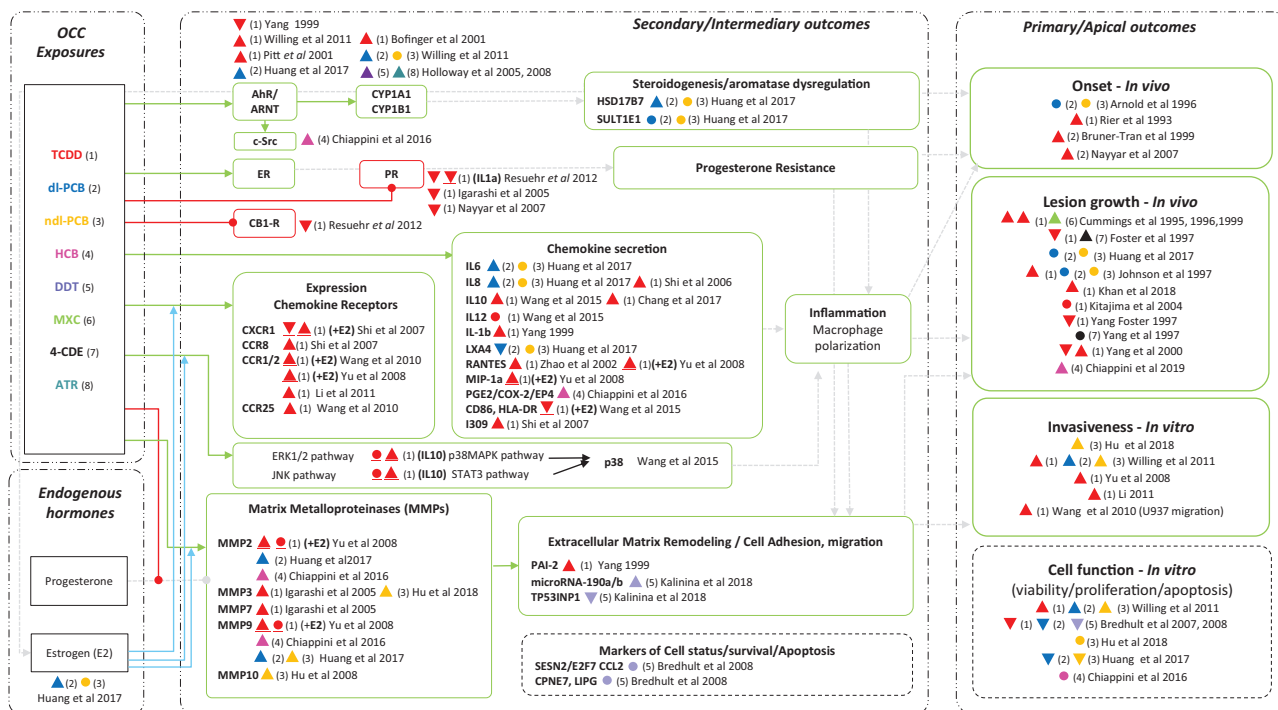 OCC
Exposures
TCDD (1)
dl-PCB (2)
ndl-PCB (3)
HCB (4)
DDT (5)
MXC (6)
4-CDE (7)
ATR (8)
Endogenous
hormones
Progesterone
Estrogen (E2)
(2) (3)
Huang et al 2017
Secondary/Intermediary outcomes
(1) Yang 1999
(1) Willing et al 2011
(1) Pitt et al 2001
(2) Huang et al 2017
(1) Bofinger et al 2001
(2) (3) Willing et al 2011
(5) (8) Holloway et al 2005, 2008
AhR/
ARNT
CYP1A1
CYP1B1
c-Src
(4) Chiappini et al 2016
ER
PR
(1) (IL1a) Resuehr et al 2012
(1) Igarashi et al 2005
(1) Nayyar et al 2007
CB1-R
(1) Resuehr et al 2012
Steroidogenesis/aromatase dysregulation
HSD17B7 (2) (3) Huang et al 2017
SULT1E1 (2) (3) Huang et al 2017
Progesterone Resistance
Expression
Chemokine Receptors
CXCR1 (1) (+E2) Shi et al 2007
CCR8 (1) Shi et al 2007
CCR1/2 (1) (+E2) Wang et al 2010
(1) (+E2) Yu et al 2008
(1) Li et al 2011
CCR25 (1) Wang et al 2010
Chemokine secretion
IL6 (2) (3) Huang et al 2017
IL8 (2) (3) Huang et al 2017 (1) Shi et al 2006
IL10 (1) Wang et al 2015 (1) Chang et al 2017
IL12 (1) Wang et al 2015
IL-1b (1) Yang 1999
LXA4 (2) (3) Huang et al 2017
RANTES (1) Zhao et al 2002 (1)(+E2) Yu et al 2008
MIP-1a (1)(+E2) Yu et al 2008
PGE2/COX-2/EP4 (4) Chiappini et al 2016
CD86, HLA-DR (1) (+E2) Wang et al 2015
I309 (1) Shi et al 2007
Inflammation
Macrophage
polarization
ERK1/2 pathway (1) (IL10) p38MAPK pathway
JNK pathway (1) (IL10) STAT3 pathway
p38 Wang et al 2015
Matrix Metalloproteinases (MMPs)
MMP2 (1) (+E2) Yu et al 2008
(2) Huang et al 2017
(4) Chiappini et al 2016
MMP3 (1) Igarashi et al 2005 (3) Hu et al 2018
MMP7 (1) Igarashi et al 2005
MMP9 (1) (+E2) Yu et al 2008
(4) Chiappini et al 2016
(2) (3) Huang et al 2017
MMP10 (3) Hu et al 2008
Extracellular Matrix Remodeling / Cell Adhesion, migration
PAI-2 (1) Yang 1999
microRNA-190a/b (5) Kalinina et al 2018
TP53INP1 (5) Kalinina et al 2018
Markers of Cell status/survival/Apoptosis
SESN2/E2F7 CCL2 (5) Bredhult et al 2008
CPNE7, LIPG (5) Bredhult et al 2008
Primary/Apical outcomes
Onset - In vivo
(2) (3) Arnold et al 1996
(1) Rier et al 1993
(2) Bruner-Tran et al 1999
(2) Nayyar et al 2007
Lesion growth - In vivo
(1) (6) Cummings et al 1995, 1996,1999
(1) (7) Foster et al 1997
(2) (3) Huang et al 2017
(1) (2) (3) Johnson et al 1997
(1) Khan et al 2018
(1) Kitajima et al 2004
(1) Yang Foster 1997
(7) Yang et al 1997
(1) Yang et al 2000
(4) Chiappini et al 2019
Invasiveness - In vitro
(3) Hu et al 2018
(1) (2) (3) Willing et al 2011
(1) Yu et al 2008
(1) Li 2011
(1) Wang et al 2010 (U937 migration)
Cell function - In vitro
(viability/proliferation/apoptosis)
(1) (2) (3) Willing et al 2011
(1) (2) (5) Bredhult et al 2007, 2008
(3) Hu et al 2018
(2) (3) Huang et al 2017
(4) Chiappini et al 2016